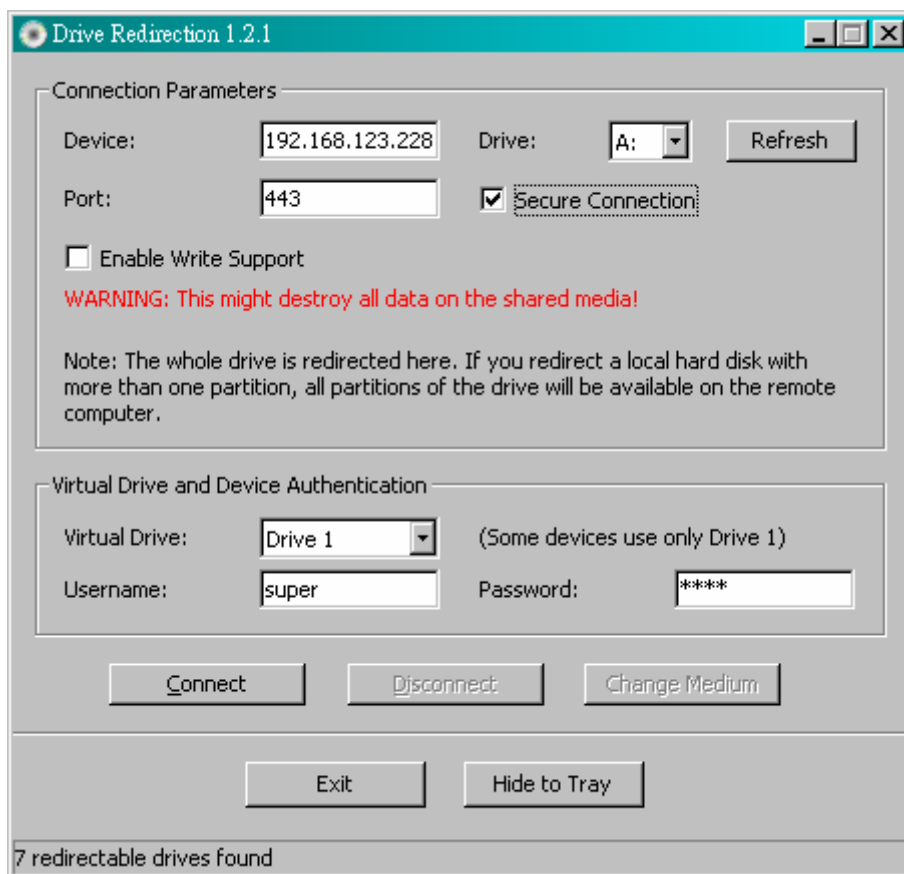 Drive Redirection 1.2.1
Connection Parameters
Device: 192.168.123.228 Drive: A: Refresh
Port: 443 Secure Connection
Enable Write Support
WARNING: This might destroy all data on the shared media!
Note: The whole drive is redirected here. If you redirect a local hard disk with
more than one partition, all partitions of the drive will be available on the remote
computer.
Virtual Drive and Device Authentication
Virtual Drive: Drive 1 (Some devices use only Drive 1)
Username: super Password: ****
Connect Disconnect Change Medium
Exit Hide to Tray
7 redirectable drives found